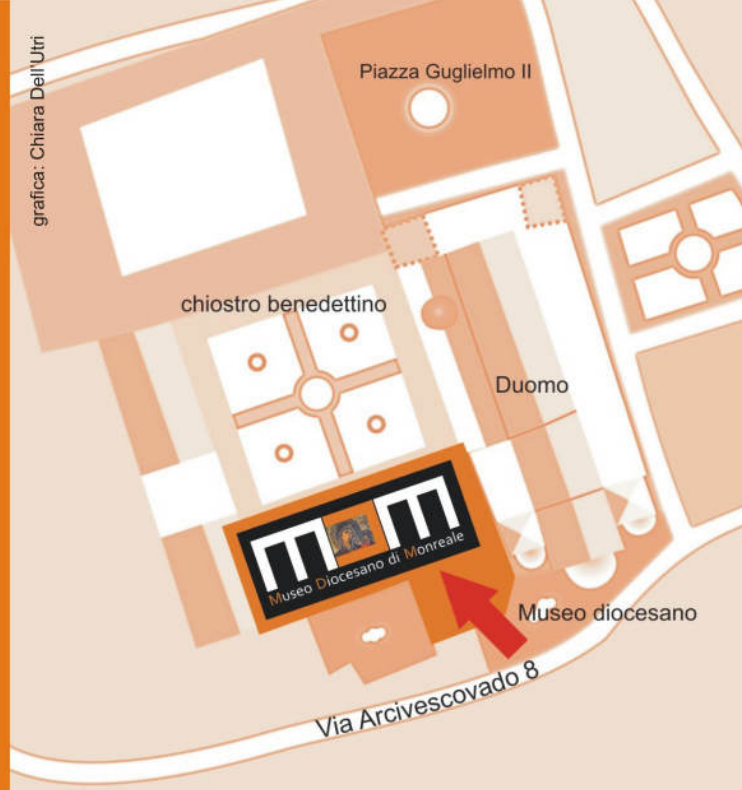 grafica: Chiara Dell'Utri
Piazza Guglielmo II
chiostro benedettino
Duomo
mdm
Museo Diocesano di Monreale
Museo diocesano
Via Arcivescovado 8